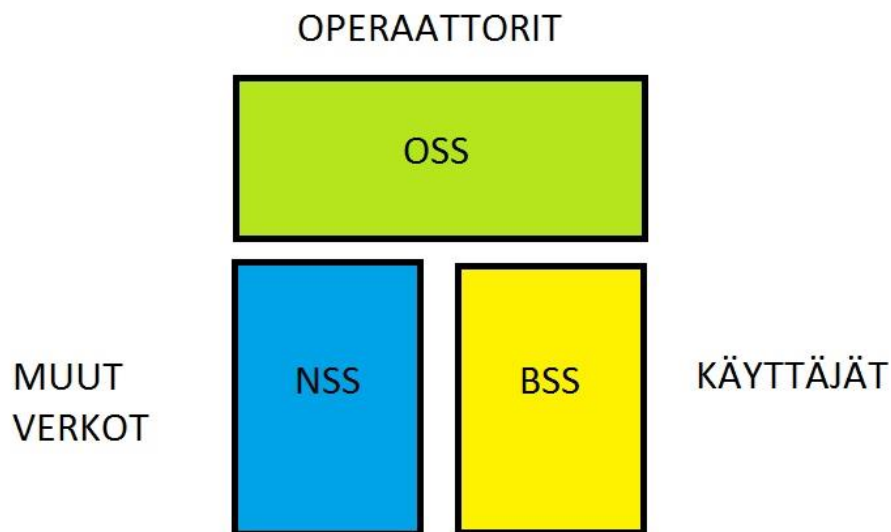 OPERAATTORIT
OSS
MUUT
VERKOT
NSS
BSS
KÄYTTÄJÄT